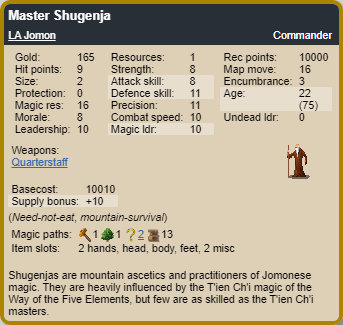 Master Shugenja
LA Jomon Commander
Gold: 165 Resources: 1 Rec points: 10000
Hit points: 9 Strength: 8 Map move: 16
Size: 2 Attack skill: 8 Encumbrance: 3
Protection: 0 Defence skill: 11 Age: 22
Magic res: 16 Precision: 11 (75)
Morale: 8 Combat speed: 10 Undead ldr: 0
Leadership: 10 Magic ldr: 10
Weapons:
Quarterstaff
Basecost: 10010
Supply bonus: +10
(Need-not-eat, mountain-survival)
Magic paths: 1 1 ?2 13
Item slots: 2 hands, head, body, feet, 2 misc
Shugenjas are mountain ascetics and practitioners of Jomonese
magic. They are heavily influenced by the T'ien Ch'i magic of the
Way of the Five Elements, but few are as skilled as the T'ien Ch'i
masters.